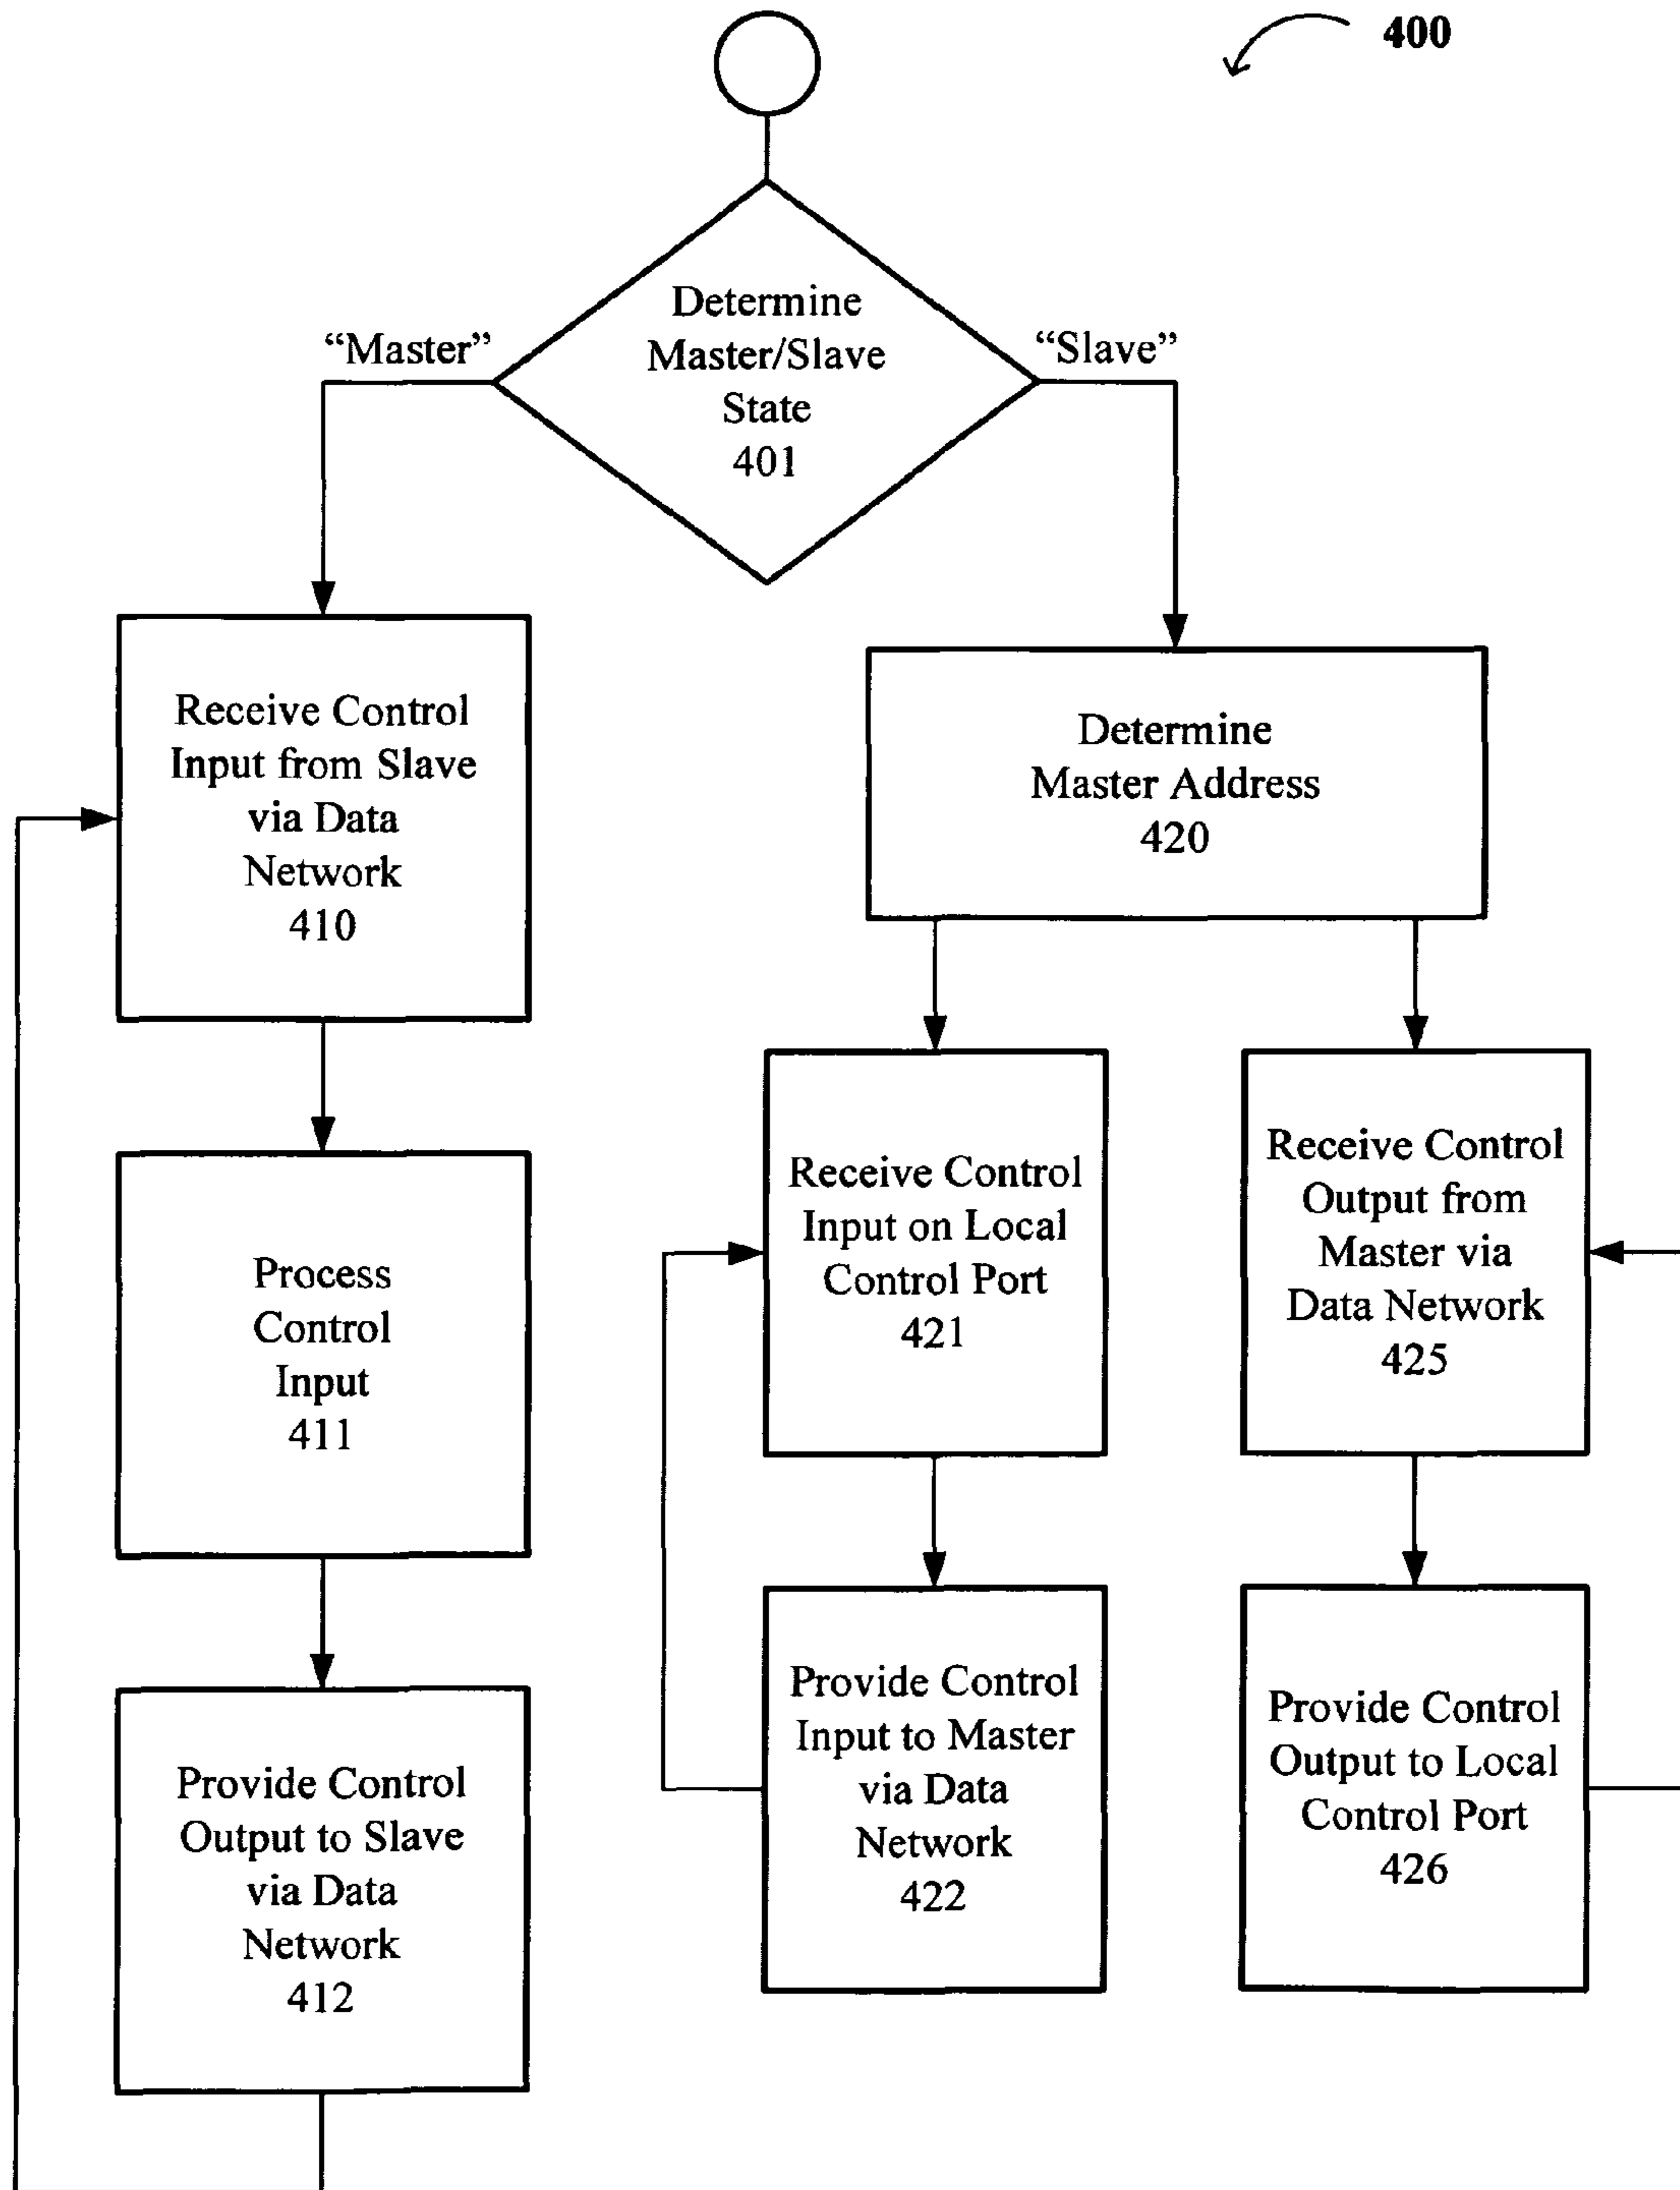 400
Determine
Master/Slave
State
401
“Master”
“Slave”
Receive Control
Input from Slave
via Data
Network
410
Process
Control
Input
411
Provide Control
Output to Slave
via Data
Network
412
Determine
Master Address
420
Receive Control
Input on Local
Control Port
421
Provide Control
Input to Master
via Data
Network
422
Receive Control
Output from
Master via
Data Network
425
Provide Control
Output to Local
Control Port
426